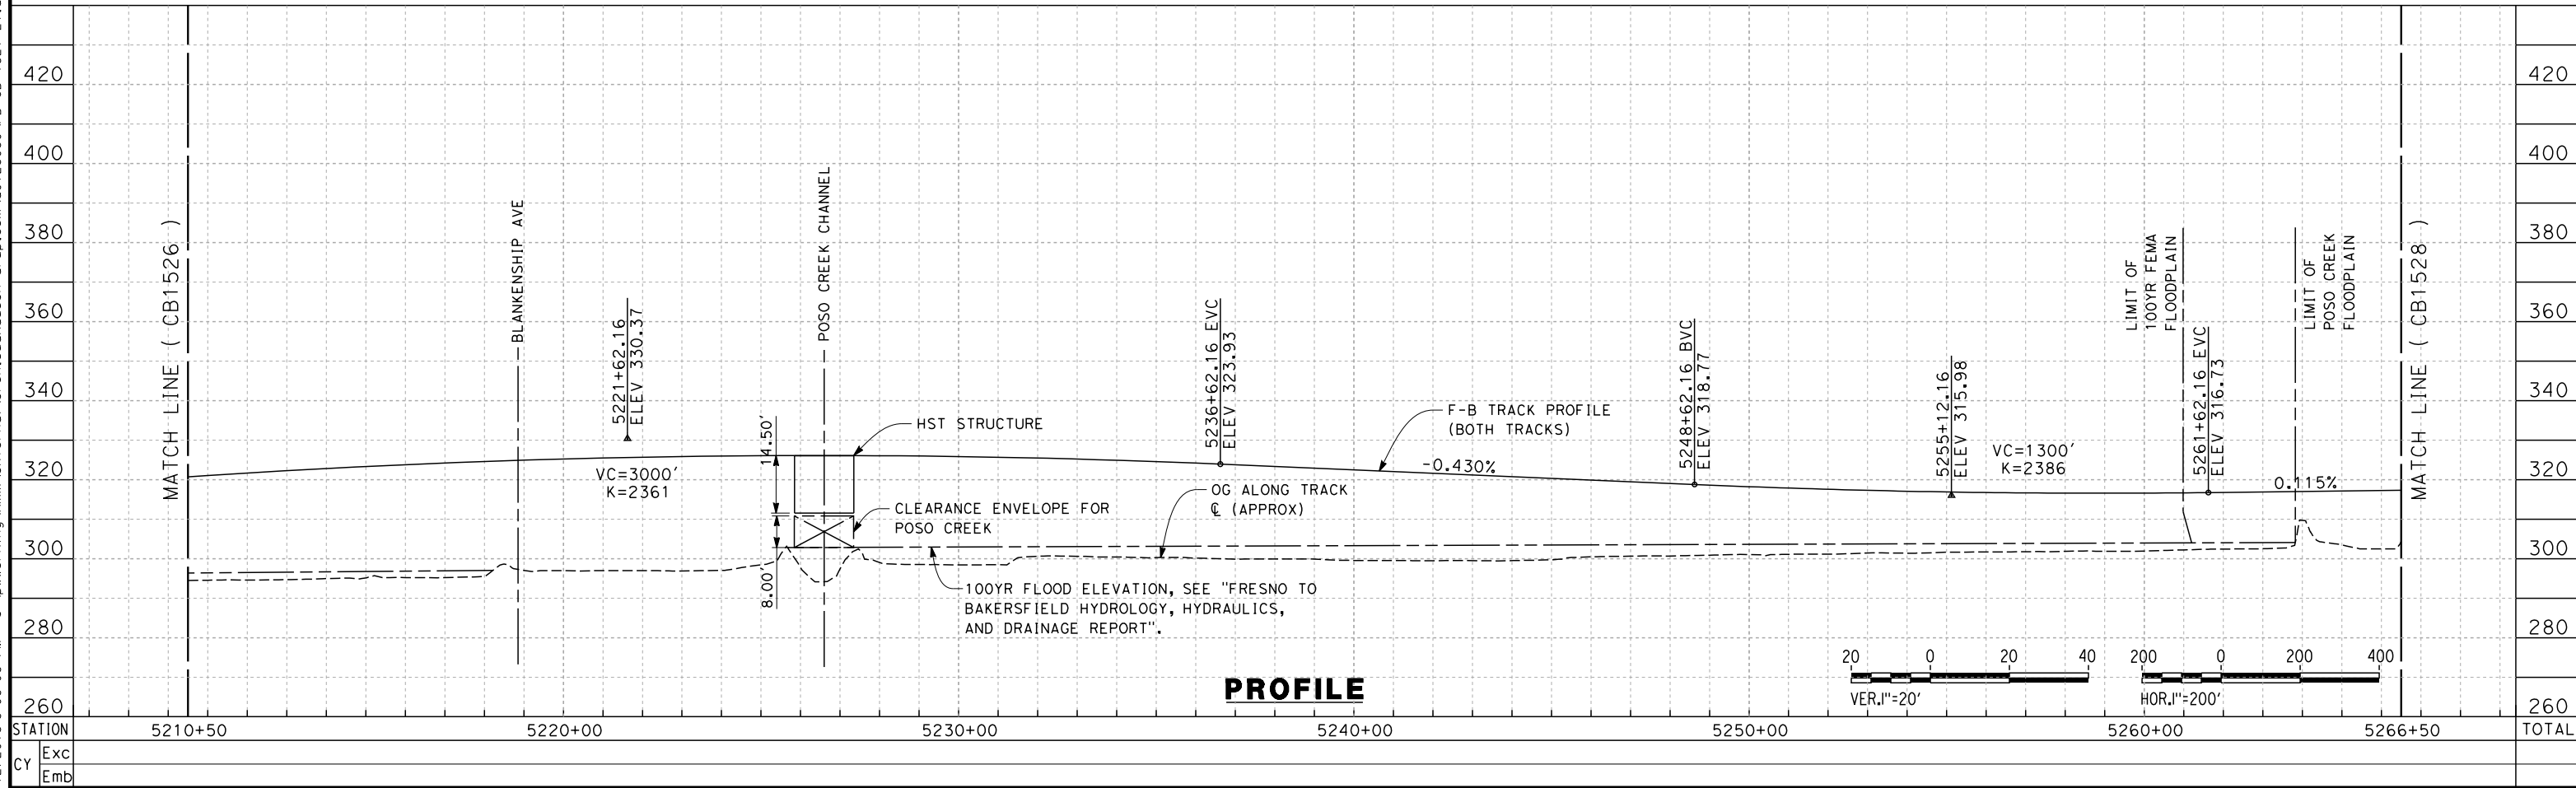 420
400
380
360
340
320
300
280
260
MATCH LINE ( CB1526 )
BLANKENSHIP AVE
5221+62.16
ELEV 330.37
VC=3000'
K=2361
POSO CREEK CHANNEL
14.50'
8.00'
HST STRUCTURE
CLEARANCE ENVELOPE FOR
POSO CREEK
100YR FLOOD ELEVATION, SEE "FRESNO TO
BAKERSFIELD HYDROLOGY, HYDRAULICS,
AND DRAINAGE REPORT".
5236+62.16 EVC
ELEV 323.93
OG ALONG TRACK
℄ (APPROX)
F-B TRACK PROFILE
(BOTH TRACKS)
-0.430%
5248+62.16 BVC
ELEV 318.77
5255+12.16
ELEV 315.98
VC=1300'
K=2386
LIMIT OF
100YR FEMA
FLOODPLAIN
5261+62.16 EVC
ELEV 316.73
0.115%
LIMIT OF
POSO CREEK
FLOODPLAIN
MATCH LINE ( CB1528 )
420
400
380
360
340
320
300
280
260
PROFILE
20 0 20 40
VER.1"=20'
200 0 200 400
HOR.1"=200'
STATION 5210+50 5220+00 5230+00 5240+00 5250+00 5260+00 5266+50 TOTAL
CY Exc
Emb